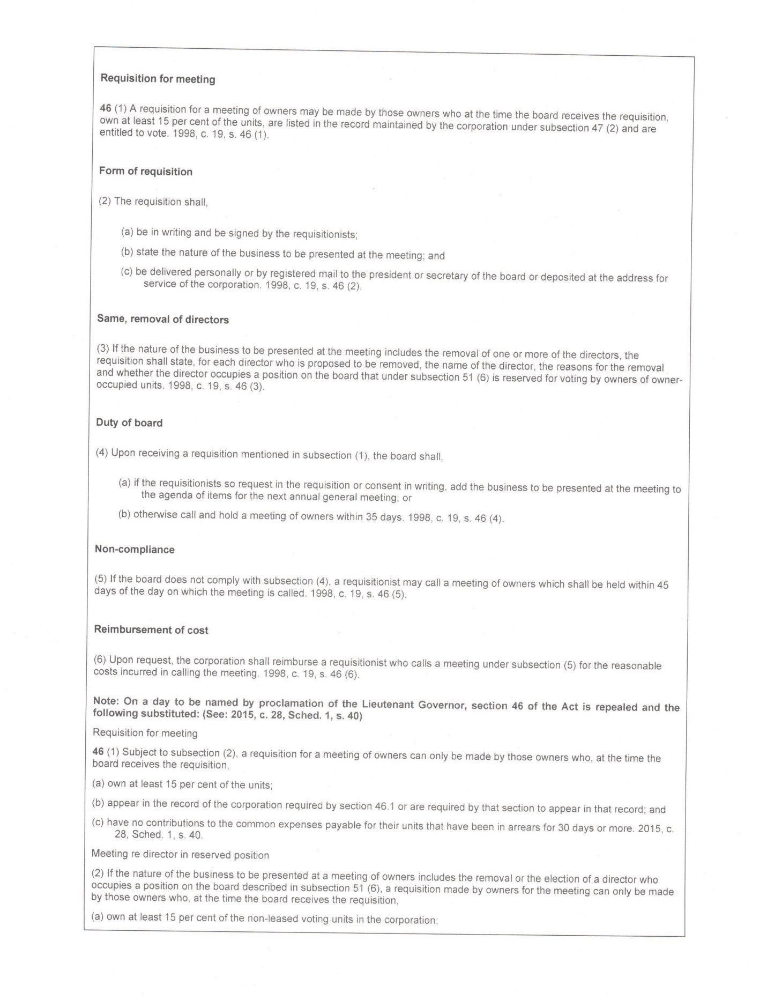 Requisition for meeting
46 (1) A requisition for a meeting of owners may be made by those owners who at the time the board receives the requisition,
own at least 15 per cent of the units, are listed in the record maintained by the corporation under subsection 47 (2) and are
entitled to vote. 1998, c. 19, s. 46 (1).
Form of requisition
(2) The requisition shall,
(a) be in writing and be signed by the requisitionists;
(b) state the nature of the business to be presented at the meeting; and
(c) be delivered personally or by registered mail to the president or secretary of the board or deposited at the address for
service of the corporation. 1998, c. 19, s. 46 (2).
Same, removal of directors
(3) If the nature of the business to be presented at the meeting includes the removal of one or more of the directors, the
requisition shall state, for each director who is proposed to be removed, the name of the director, the reasons for the removal
and whether the director occupies a position on the board that under subsection 51 (6) is reserved for voting by owners of owner-
occupied units. 1998, c. 19, s. 46 (3).
Duty of board
(4) Upon receiving a requisition mentioned in subsection (1), the board shall,
(a) if the requisitionists so request in the requisition or consent in writing, add the business to be presented at the meeting to
the agenda of items for the next annual general meeting; or
(b) otherwise call and hold a meeting of owners within 35 days. 1998, c. 19, s. 46 (4).
Non-compliance
(5) If the board does not comply with subsection (4), a requisitionist may call a meeting of owners which shall be held within 45
days of the day on which the meeting is called. 1998, c. 19, s. 46 (5).
Reimbursement of cost
(6) Upon request, the corporation shall reimburse a requisitionist who calls a meeting under subsection (5) for the reasonable
costs incurred in calling the meeting. 1998, c. 19, s. 46 (6).
Note: On a day to be named by proclamation of the Lieutenant Governor, section 46 of the Act is repealed and the
following substituted: (See: 2015, c. 28, Sched. 1, s. 40)
Requisition for meeting
46 (1) Subject to subsection (2), a requisition for a meeting of owners can only be made by those owners who, at the time the
board receives the requisition,
(a) own at least 15 per cent of the units;
(b) appear in the record of the corporation required by section 46.1 or are required by that section to appear in that record; and
(c) have no contributions to the common expenses payable for their units that have been in arrears for 30 days or more. 2015, c.
28, Sched. 1, s. 40.
Meeting re director in reserved position
(2) If the nature of the business to be presented at a meeting of owners includes the removal or the election of a director who
occupies a position on the board described in subsection 51 (6), a requisition made by owners for the meeting can only be made
by those owners who, at the time the board receives the requisition,
(a) own at least 15 per cent of the non-leased voting units in the corporation;